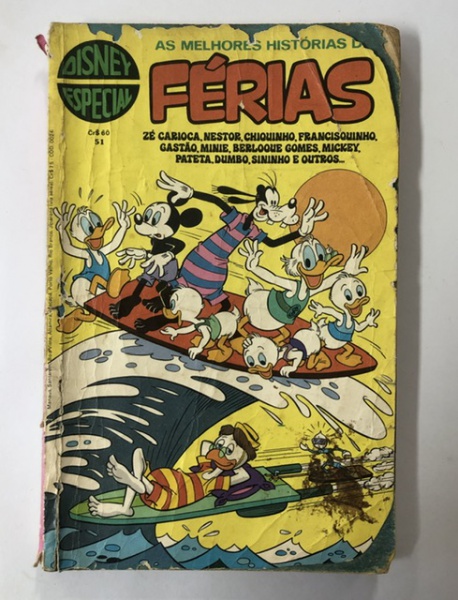 DISNEY
ESPECIAL
AS MELHORES HISTÓRIAS DE
FÉRIAS
Cr$ 60
51
ZÉ CARIOCA, NESTOR, CHIQUINHO, FRANCISQUINHO,
GASTÃO, MINIE, BERLOQUE GOMES, MICKEY,
PATETA, DUMBO, SININHO E OUTROS...